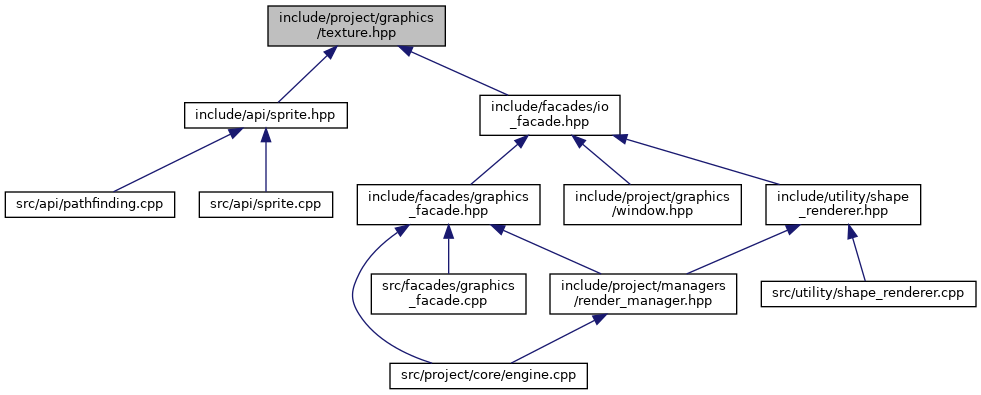 include/project/graphics
/texture.hpp
include/api/sprite.hpp
include/facades/io
_facade.hpp
src/api/pathfinding.cpp
src/api/sprite.cpp
include/facades/graphics
_facade.hpp
include/project/graphics
/window.hpp
include/utility/shape
_renderer.hpp
src/facades/graphics
_facade.cpp
include/project/managers
/render_manager.hpp
src/utility/shape_renderer.cpp
src/project/core/engine.cpp